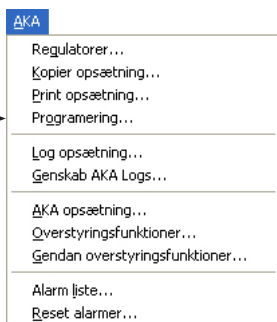 AKA
Regulatorer...
Kopier opsætning...
Print opsætning...
Programering...
Log opsætning...
Genskab AKA Logs...
AKA opsætning...
Overstyringsfunktioner...
Gendan overstyringsfunktioner...
Alarm liste...
Reset alarmer...